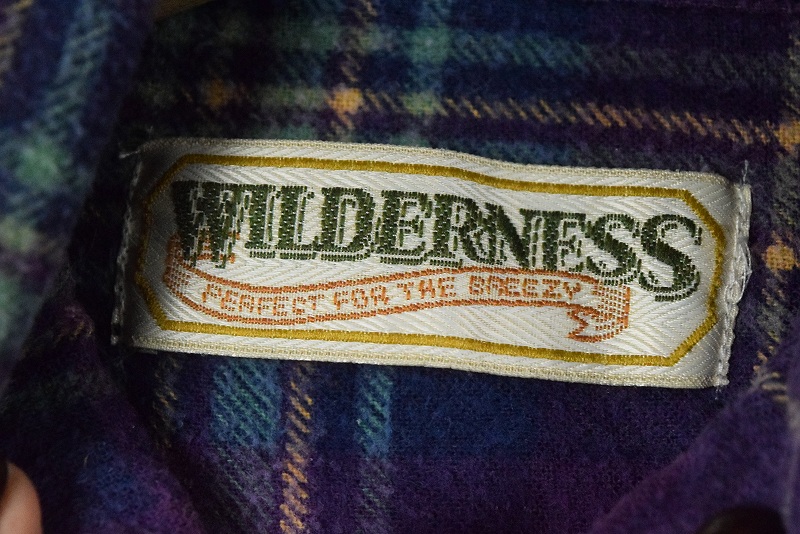 WILDERNESS
PERFECT FOR THE BREEZY